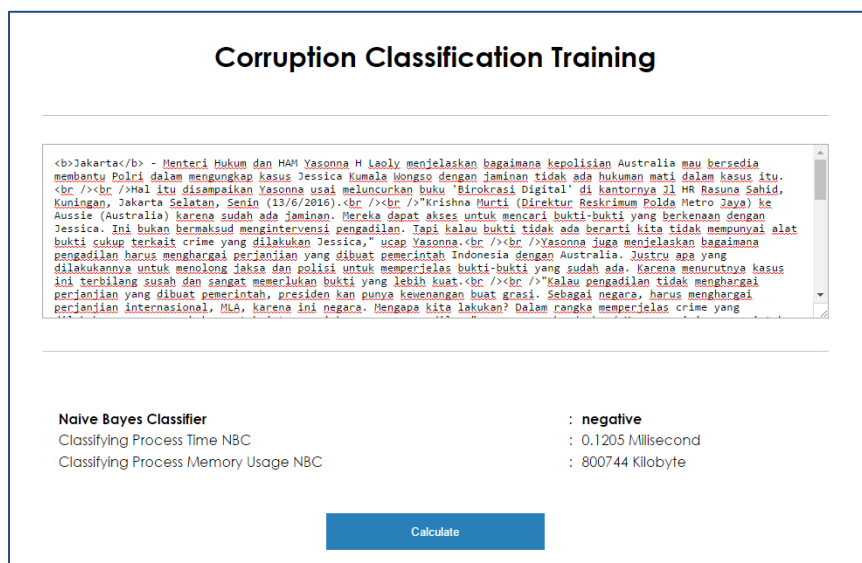 Corruption Classification Training
<b>Jakarta</b> - Menteri Hukum dan HAM Yasonna H Laoly menjelaskan bagaimana kepolisian Australia mau bersedia
membantu Polri dalam mengungkap kasus Jessica Kumala Wongso dengan jaminan tidak ada hukuman mati dalam kasus itu.
<br /><br />Hal itu disampaikan Yasonna usai meluncurkan buku 'Birokrasi Digital' di kantornya Jl HR Rasuna Sahid,
Kuningan, Jakarta Selatan, Senin (13/6/2016).<br /><br />"Krishna Murti (Direktur Reskrimum Polda Metro Jaya) ke
Aussie (Australia) karena sudah ada jaminan. Mereka dapat akses untuk mencari bukti-bukti yang berkenaan dengan
Jessica. Ini bukan bermaksud mengintervensi pengadilan. Tapi kalau bukti tidak ada berarti kita tidak mempunyai alat
bukti cukup terkait crime yang dilakukan Jessica," ucap Yasonna.<br /><br />Yasonna juga menjelaskan bagaimana
pengadilan harus menghargai perjanjian yang dibuat pemerintah Indonesia dengan Australia. Justru apa yang
dilakukannya untuk menolong jaksa dan polisi untuk memperjelas bukti-bukti yang sudah ada. Karena menurutnya kasus
ini terbilang susah dan sangat memerlukan bukti yang lebih kuat.<br /><br />"Kalau pengadilan tidak menghargai
perjanjian yang dibuat pemerintah, presiden kan punya kewenangan buat grasi. Sebagai negara, harus menghargai
perjanjian internasional, MLA, karena ini negara. Mengapa kita lakukan? Dalam rangka memperjelas crime yang
Naive Bayes Classifier : negative
Classifying Process Time NBC : 0.1205 Milisecond
Classifying Process Memory Usage NBC : 800744 Kilobyte
Calculate